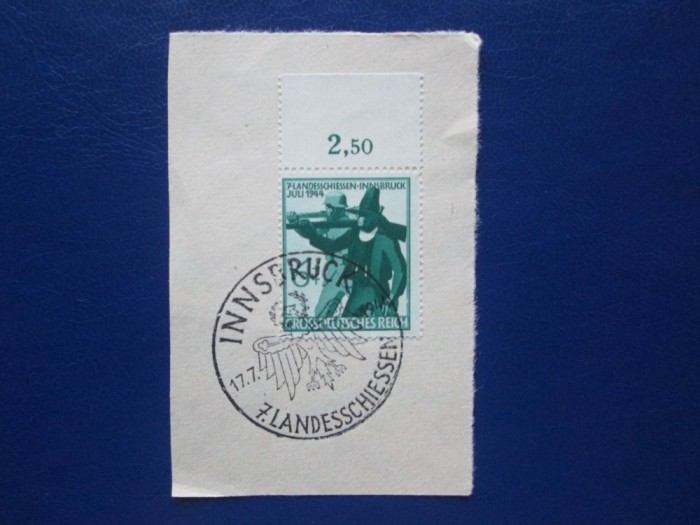 2,50
7.LANDESSCHIESSEN-INNSBRUCK
JULI 1944
GROSSDEUTSCHES REICH
INNSBRUCK
17.7.
7.LANDESSCHIESSEN